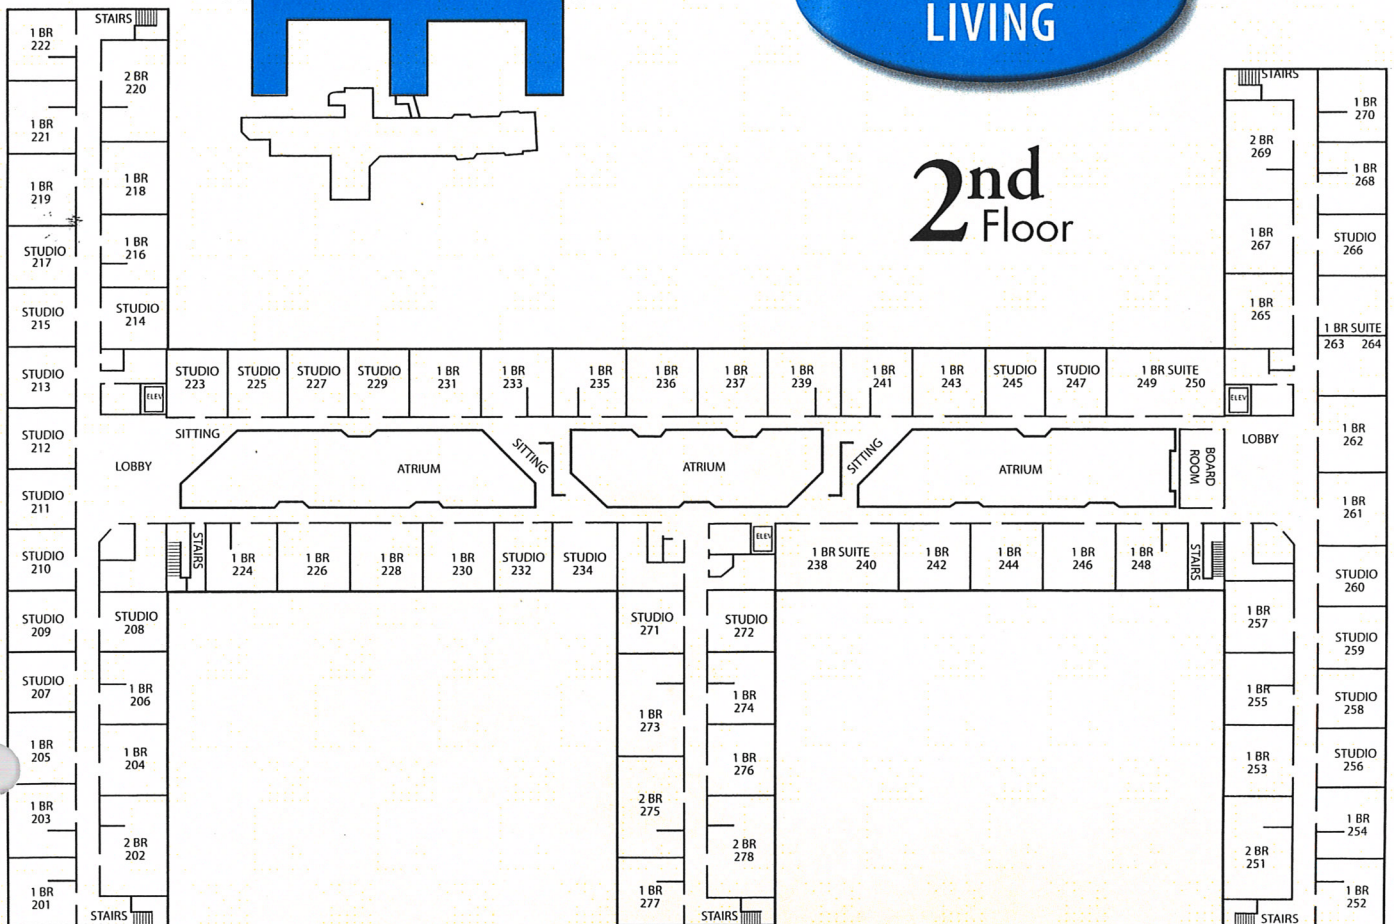 LIVING
2nd
Floor
STAIRS
1 BR
222
2 BR
220
1 BR
221
1 BR
218
1 BR
219
1 BR
216
STUDIO
217
STUDIO
214
STUDIO
215
STUDIO
213
ELEV
STUDIO
212
LOBBY
STUDIO
211
STUDIO
210
STUDIO
209
STUDIO
208
STUDIO
207
1 BR
206
1 BR
205
1 BR
204
1 BR
203
2 BR
202
1 BR
201
STAIRS
STUDIO
223
STUDIO
225
STUDIO
227
STUDIO
229
1 BR
231
1 BR
233
1 BR
235
1 BR
236
1 BR
237
1 BR
239
1 BR
241
1 BR
243
STUDIO
245
STUDIO
247
1 BR SUITE
249 250
SITTING
ATRIUM
SITTING
ATRIUM
SITTING
ATRIUM
BOARD
ROOM
LOBBY
STAIRS
1 BR
224
1 BR
226
1 BR
228
1 BR
230
STUDIO
232
STUDIO
234
ELEV
1 BR SUITE
238 240
1 BR
242
1 BR
244
1 BR
246
1 BR
248
STAIRS
STUDIO
271
STUDIO
272
1 BR
273
1 BR
274
2 BR
275
1 BR
276
1 BR
277
2 BR
278
STAIRS
STAIRS
1 BR
270
2 BR
269
1 BR
268
1 BR
267
STUDIO
266
1 BR
265
1 BR SUITE
263 264
ELEV
1 BR
262
1 BR
261
STUDIO
260
1 BR
257
STUDIO
259
1 BR
255
STUDIO
258
1 BR
253
STUDIO
256
1 BR
254
2 BR
251
1 BR
252
STAIRS